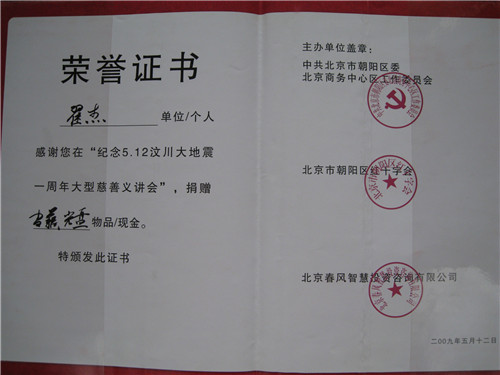 荣誉证书
翟杰 单位/个人
感谢您在“纪念5.12汶川大地震
一周年大型慈善义讲会”，捐赠
物品/现金。
特颁发此证书
主办单位盖章：
中共北京市朝阳区委
北京商务中心区工作委员会
北京市朝阳区红十字会
北京春风智慧投资咨询有限公司
二00九年五月十二日